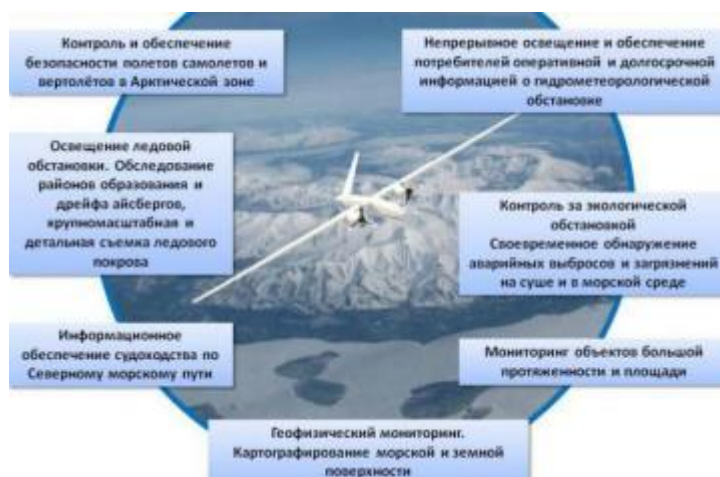 Контроль и обеспечение
безопасности полетов самолетов и
вертолётов в Арктической зоне
Непрерывное освещение и обеспечение
потребителей оперативной и долгосрочной
информацией о гидрометеорологической
обстановке
Освещение ледовой
обстановки. Обследование
районов образования и
дрейфа айсбергов,
крупномасштабная и
детальная съемка ледового
покрова
Контроль за экологической
обстановкой
Своевременное обнаружение
аварийных выбросов и загрязнений
на суше и в морской среде
Информационное
обеспечение судоходства по
Северному морскому пути
Мониторинг объектов большой
протяженности и площади
Геофизический мониторинг.
Картографирование морской и земной
поверхности